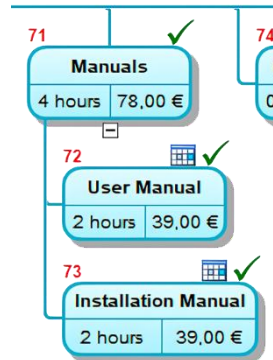 71
74
Manuals
4 hours 78,00 €
72
User Manual
2 hours 39,00 €
73
Installation Manual
2 hours 39,00 €